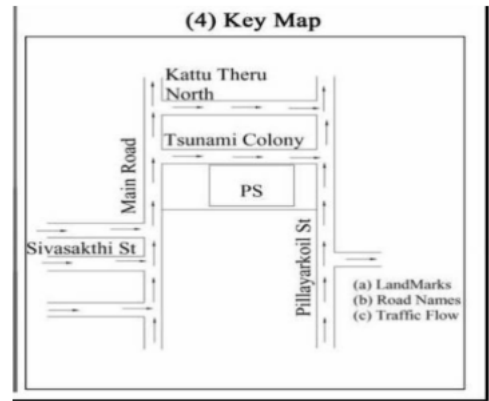 (4) Key Map
Kattu Theru
North
Tsunami Colony
Main Road
PS
Sivasakthi St
Pillayarkoil St
(a) LandMarks
(b) Road Names
(c) Traffic Flow